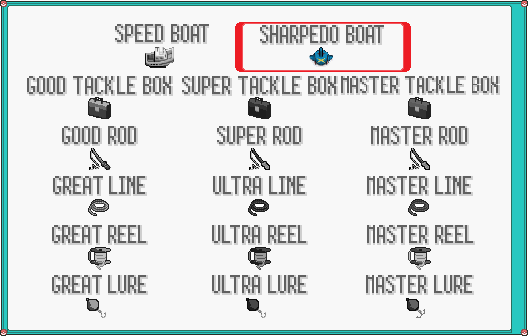 SPEED BOAT SHARPEDO BOAT
GOOD TACKLE BOX SUPER TACKLE BOX MASTER TACKLE BOX
GOOD ROD SUPER ROD MASTER ROD
GREAT LINE ULTRA LINE MASTER LINE
GREAT REEL ULTRA REEL MASTER REEL
GREAT LURE ULTRA LURE MASTER LURE